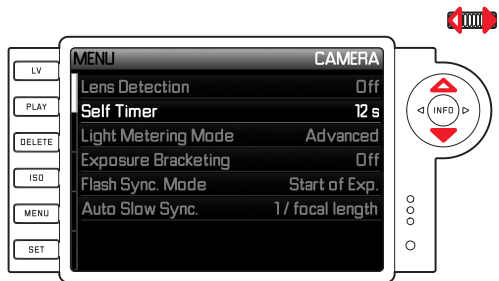 LV
PLAY
DELETE
ISO
MENU
SET
MENU CAMERA
Lens Detection Off
Self Timer 12 s
Light Metering Mode Advanced
Exposure Bracketing Off
Flash Sync. Mode Start of Exp.
Auto Slow Sync. 1/ focal length
INFO